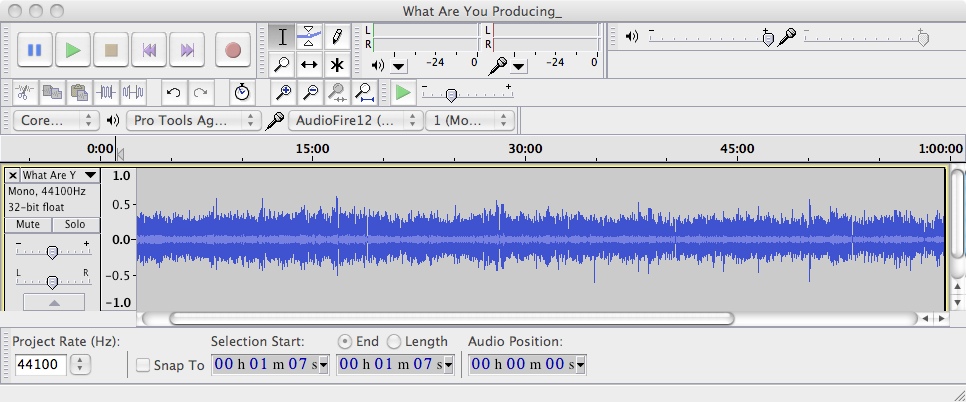 What Are You Producing_
L
R
-24 0
L
R
-24 0
- +
- +
- +
Core... Pro Tools Ag... AudioFire12 (... 1 (Mo...
0:00 15:00 30:00 45:00 1:00:00
What Are Y
Mono, 44100Hz
32-bit float
Mute Solo
- +
L R
1.0
0.5
0.0
-0.5
-1.0
Project Rate (Hz): Selection Start: End Length Audio Position:
44100 Snap To 00 h 01 m 07 s 00 h 01 m 07 s 00 h 00 m 00 s